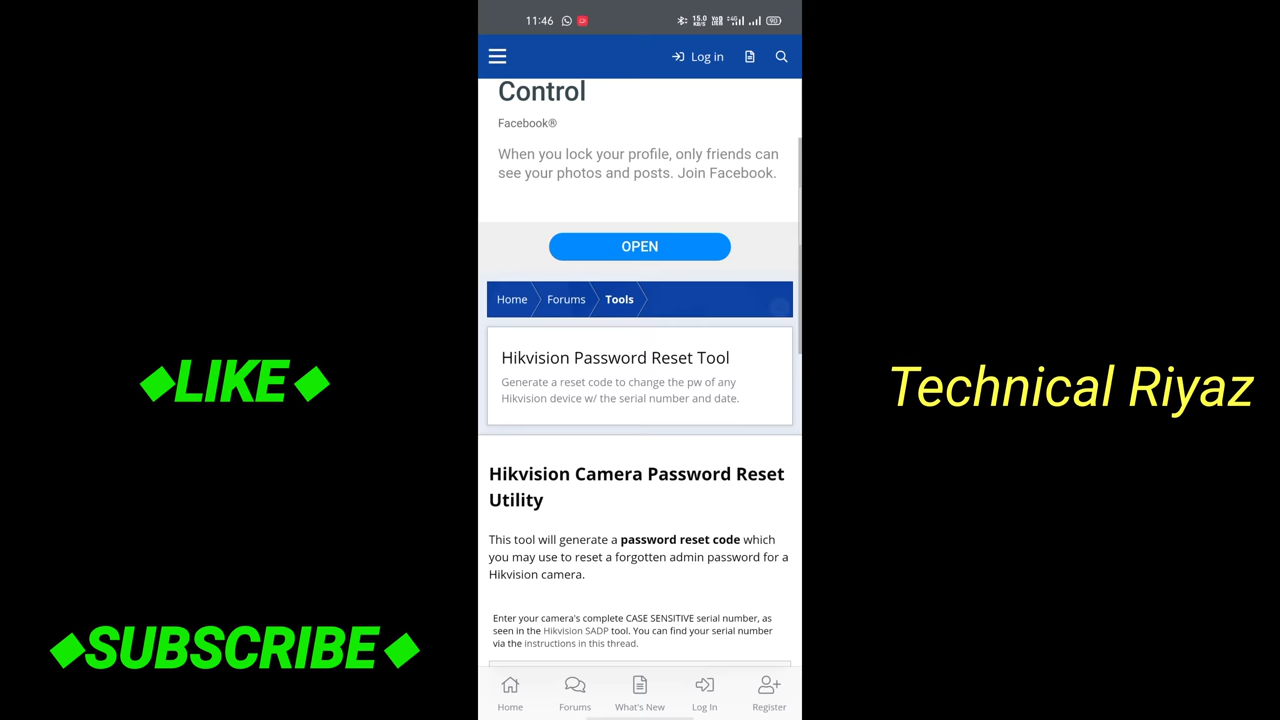 11:46
15.0
KB/S
90
Log in
Control
Facebook®
When you lock your profile, only friends can
see your photos and posts. Join Facebook.
OPEN
Home
Forums
Tools
Hikvision Password Reset Tool
Generate a reset code to change the pw of any
Hikvision device w/ the serial number and date.
Hikvision Camera Password Reset
Utility
This tool will generate a password reset code which
you may use to reset a forgotten admin password for a
Hikvision camera.
Enter your camera's complete CASE SENSITIVE serial number, as
seen in the Hikvision SADP tool. You can find your serial number
via the instructions in this thread.
Home
Forums
What's New
Log In
Register
◆LIKE◆
◆SUBSCRIBE◆
Technical Riyaz